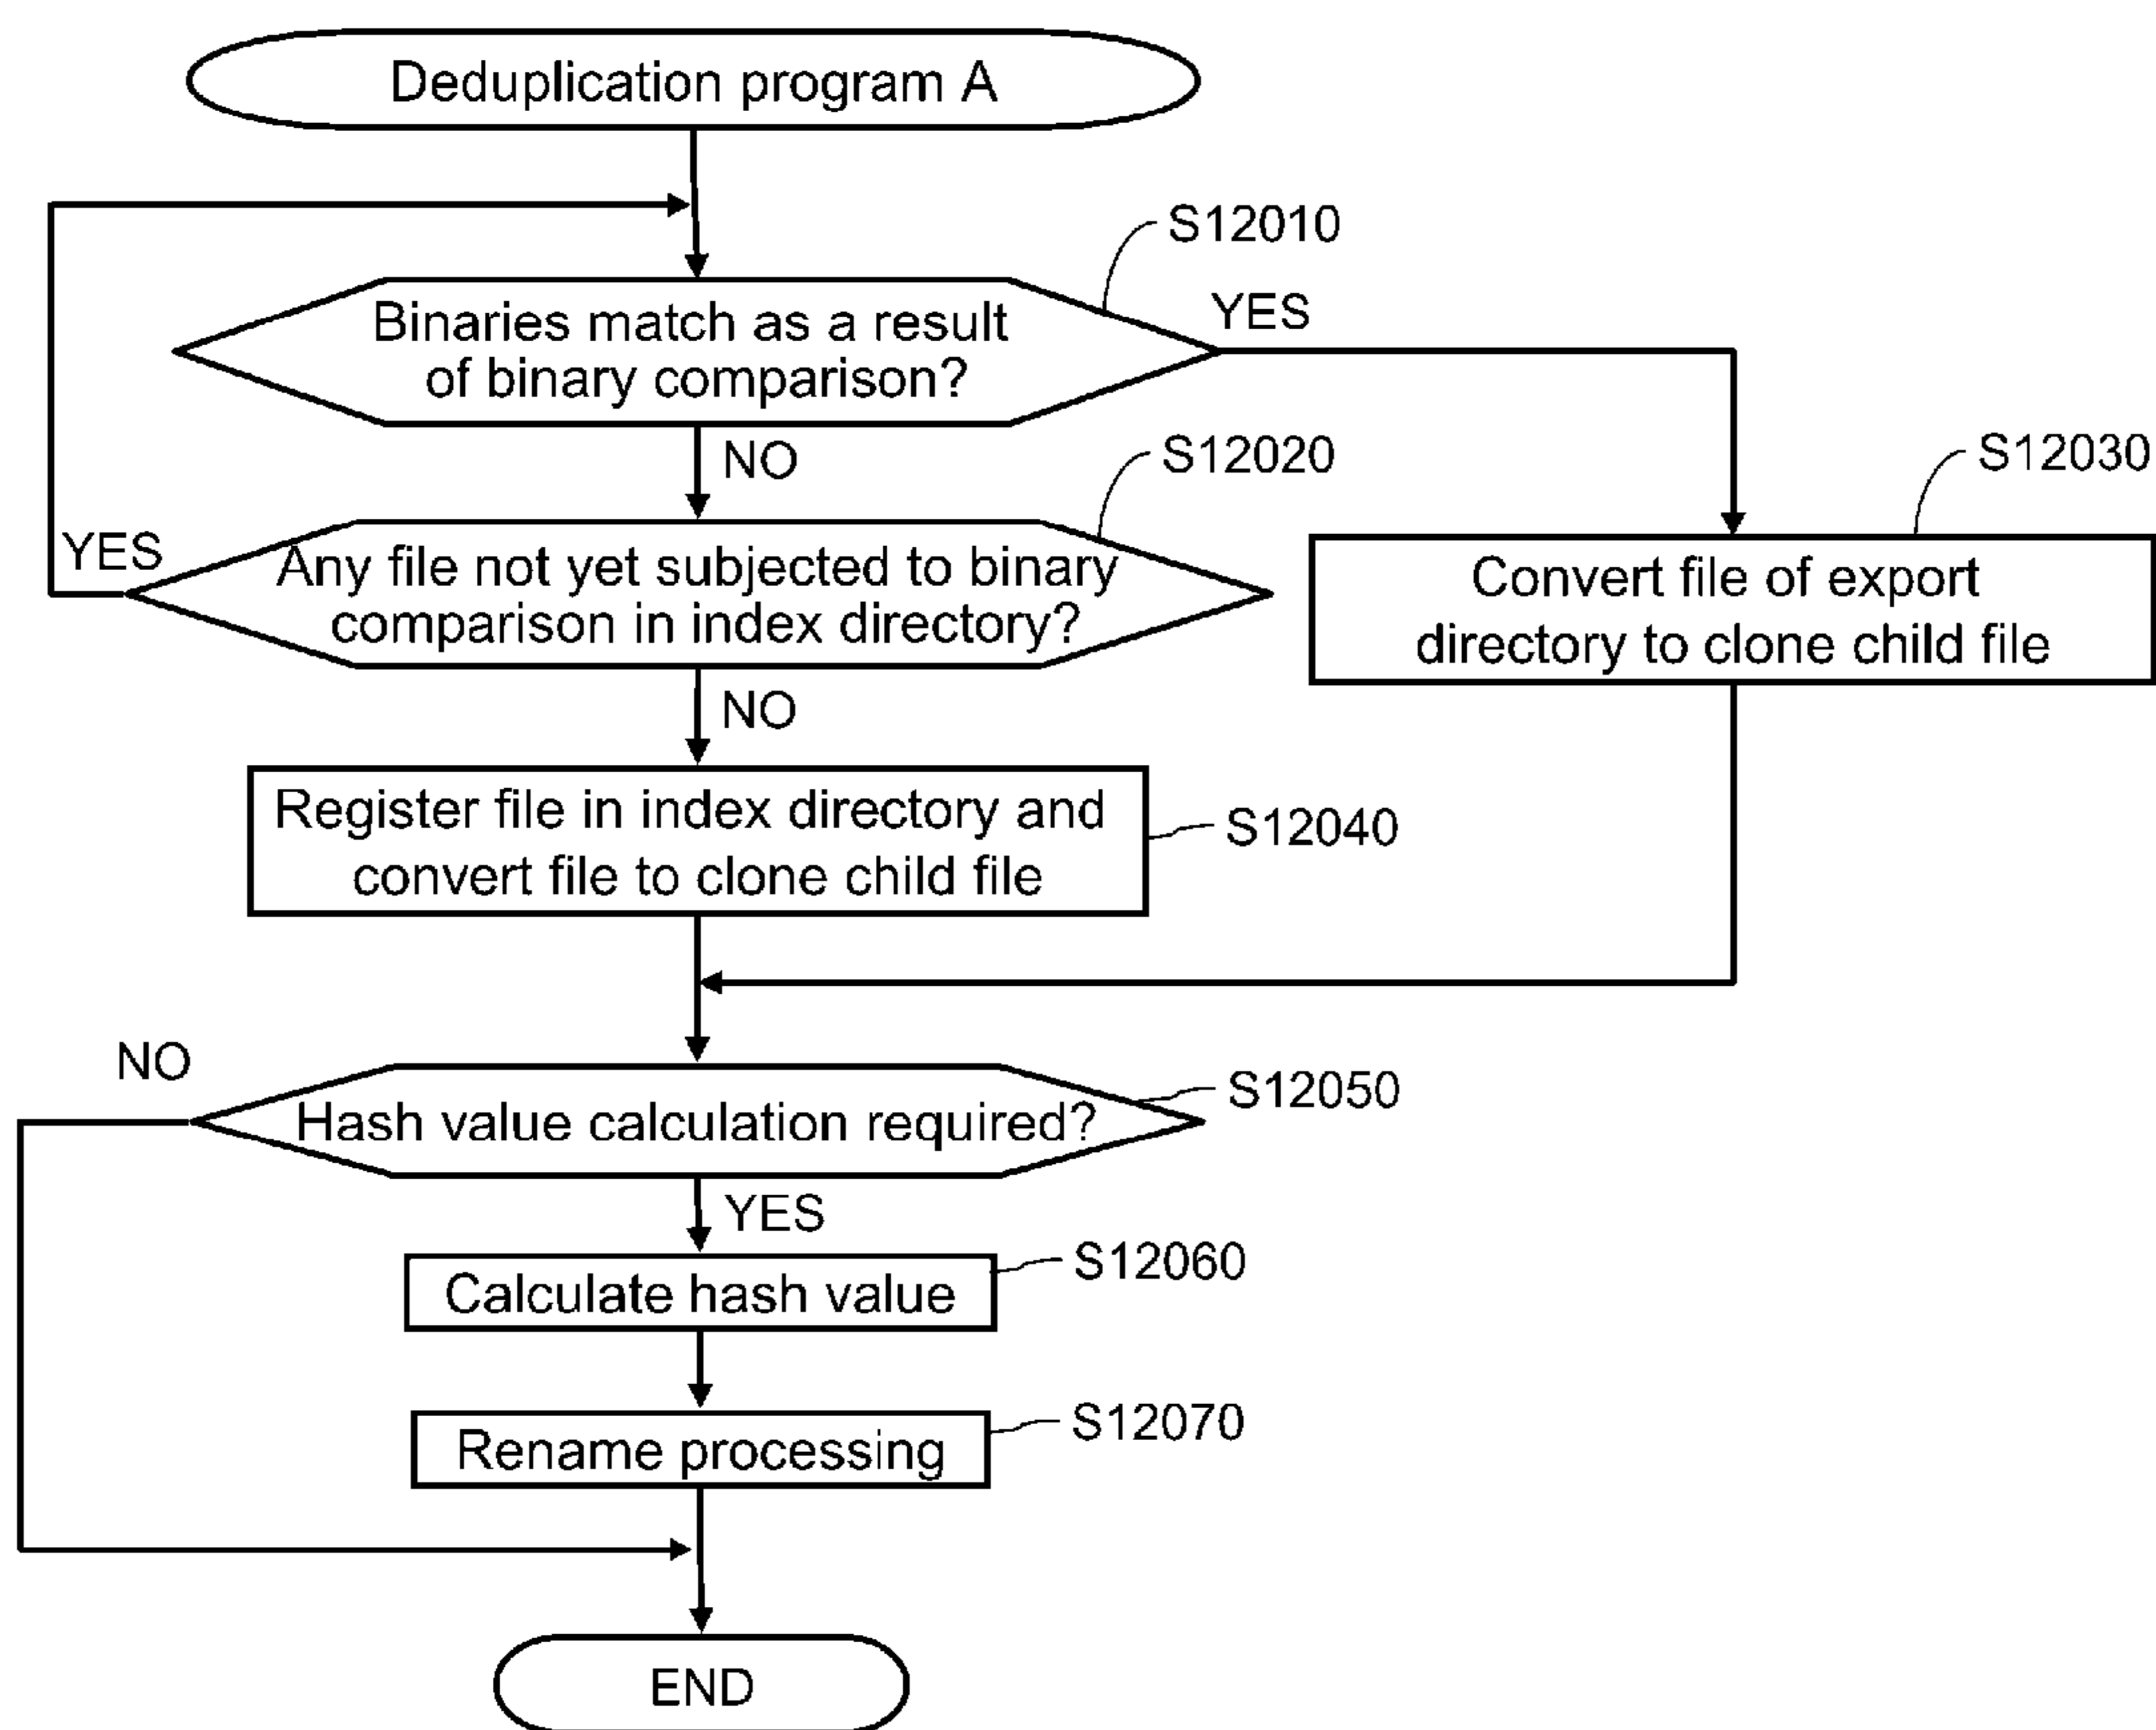 Deduplication program A
S12010
Binaries match as a result
of binary comparison?
YES
NO
S12020
S12030
YES
Any file not yet subjected to binary
comparison in index directory?
Convert file of export
directory to clone child file
NO
Register file in index directory and
convert file to clone child file
S12040
NO
Hash value calculation required?
S12050
YES
Calculate hash value
S12060
Rename processing
S12070
END